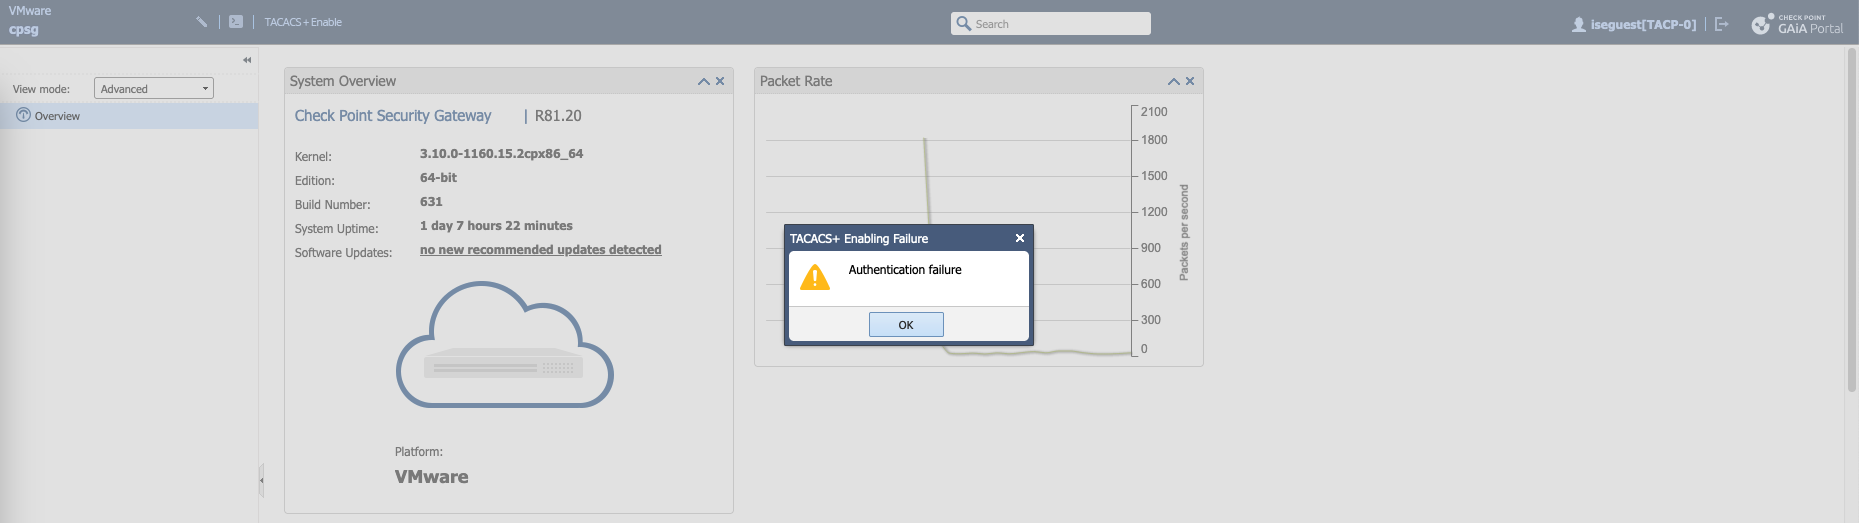 VMware
cpsg
TACACS+ Enable
Search
iseguest[TACP-0]
CHECK POINT
GAiA Portal
View mode:
Advanced
Overview
System Overview
Check Point Security Gateway | R81.20
Kernel: 3.10.0-1160.15.2cpx86_64
Edition: 64-bit
Build Number: 631
System Uptime: 1 day 7 hours 22 minutes
Software Updates: no new recommended updates detected
Platform:
VMware
Packet Rate
2100
1800
1500
1200
900
600
300
0
Packets per second
TACACS+ Enabling Failure
Authentication failure
OK